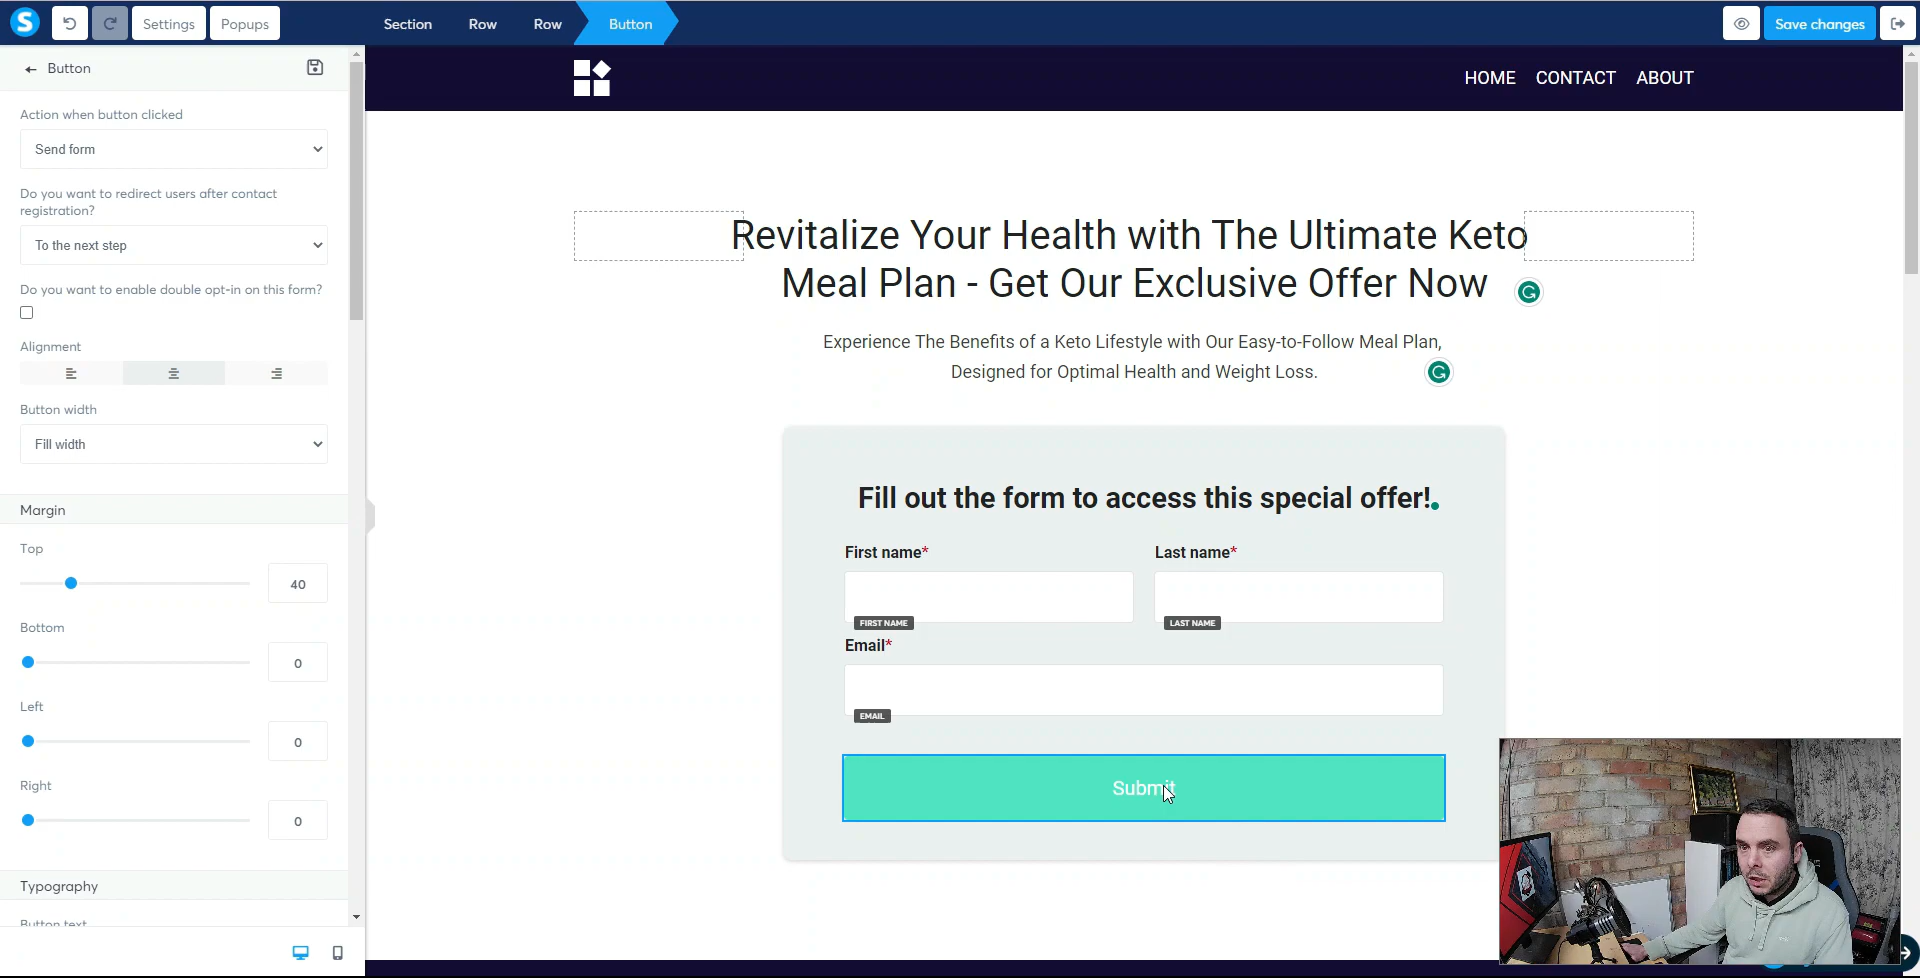 S
Settings
Popups
Section
Row
Row
Button
Save changes
Button
Action when button clicked
Send form
Do you want to redirect users after contact
registration?
To the next step
Do you want to enable double opt-in on this form?
Alignment
Button width
Fill width
Margin
Top
40
Bottom
0
Left
0
Right
0
Typography
Button text
HOME
CONTACT
ABOUT
Revitalize Your Health with The Ultimate Keto
Meal Plan - Get Our Exclusive Offer Now
Experience The Benefits of a Keto Lifestyle with Our Easy-to-Follow Meal Plan,
Designed for Optimal Health and Weight Loss.
Fill out the form to access this special offer!
First name*
Last name*
FIRST NAME
LAST NAME
Email*
EMAIL
Submit